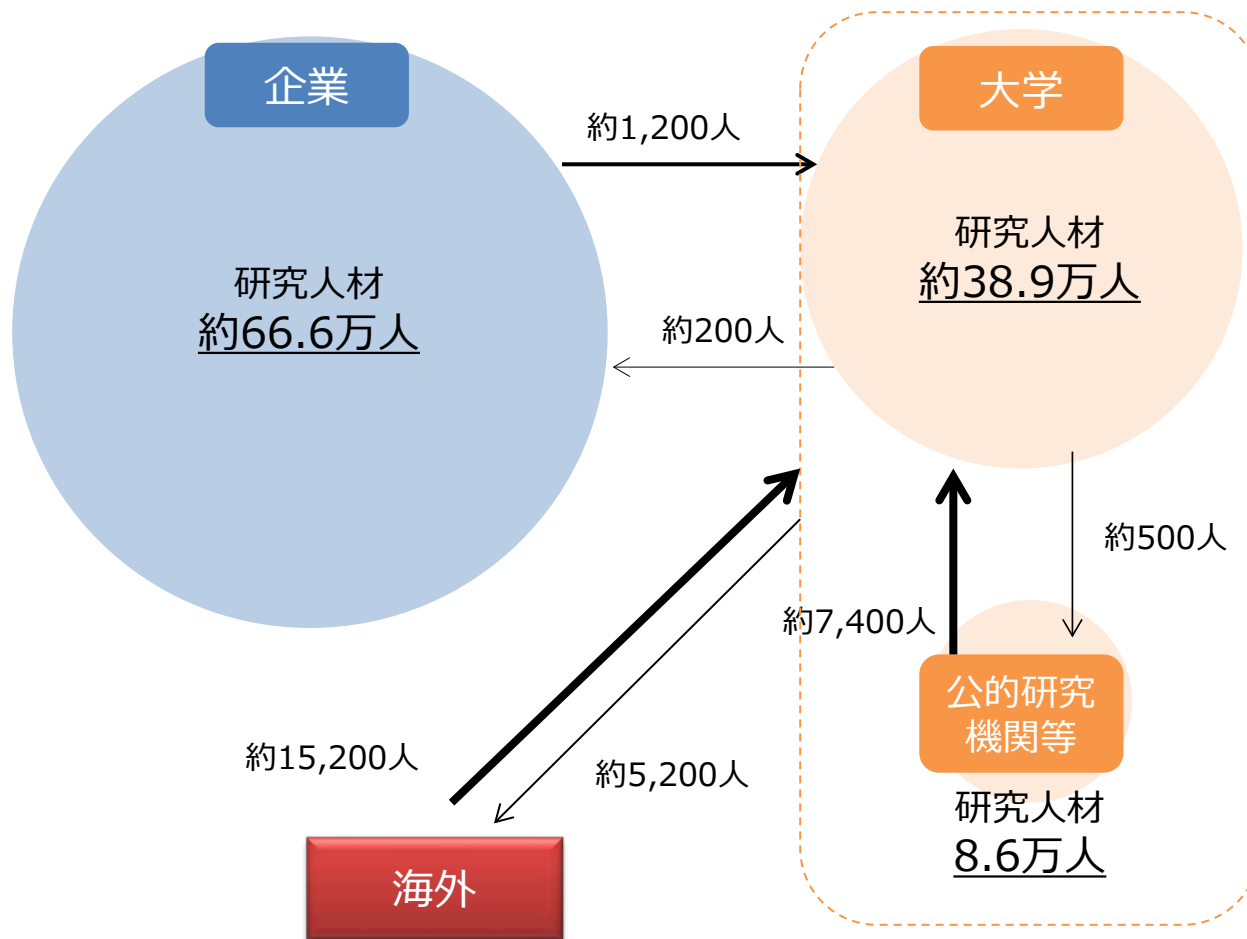 企業
大学
約1,200人
研究人材
約38.9万人
研究人材
約66.6万人
約200人
約500人
約7,400人
公的研究
機関等
約15,200人
約5,200人
研究人材
8.6万人
海外